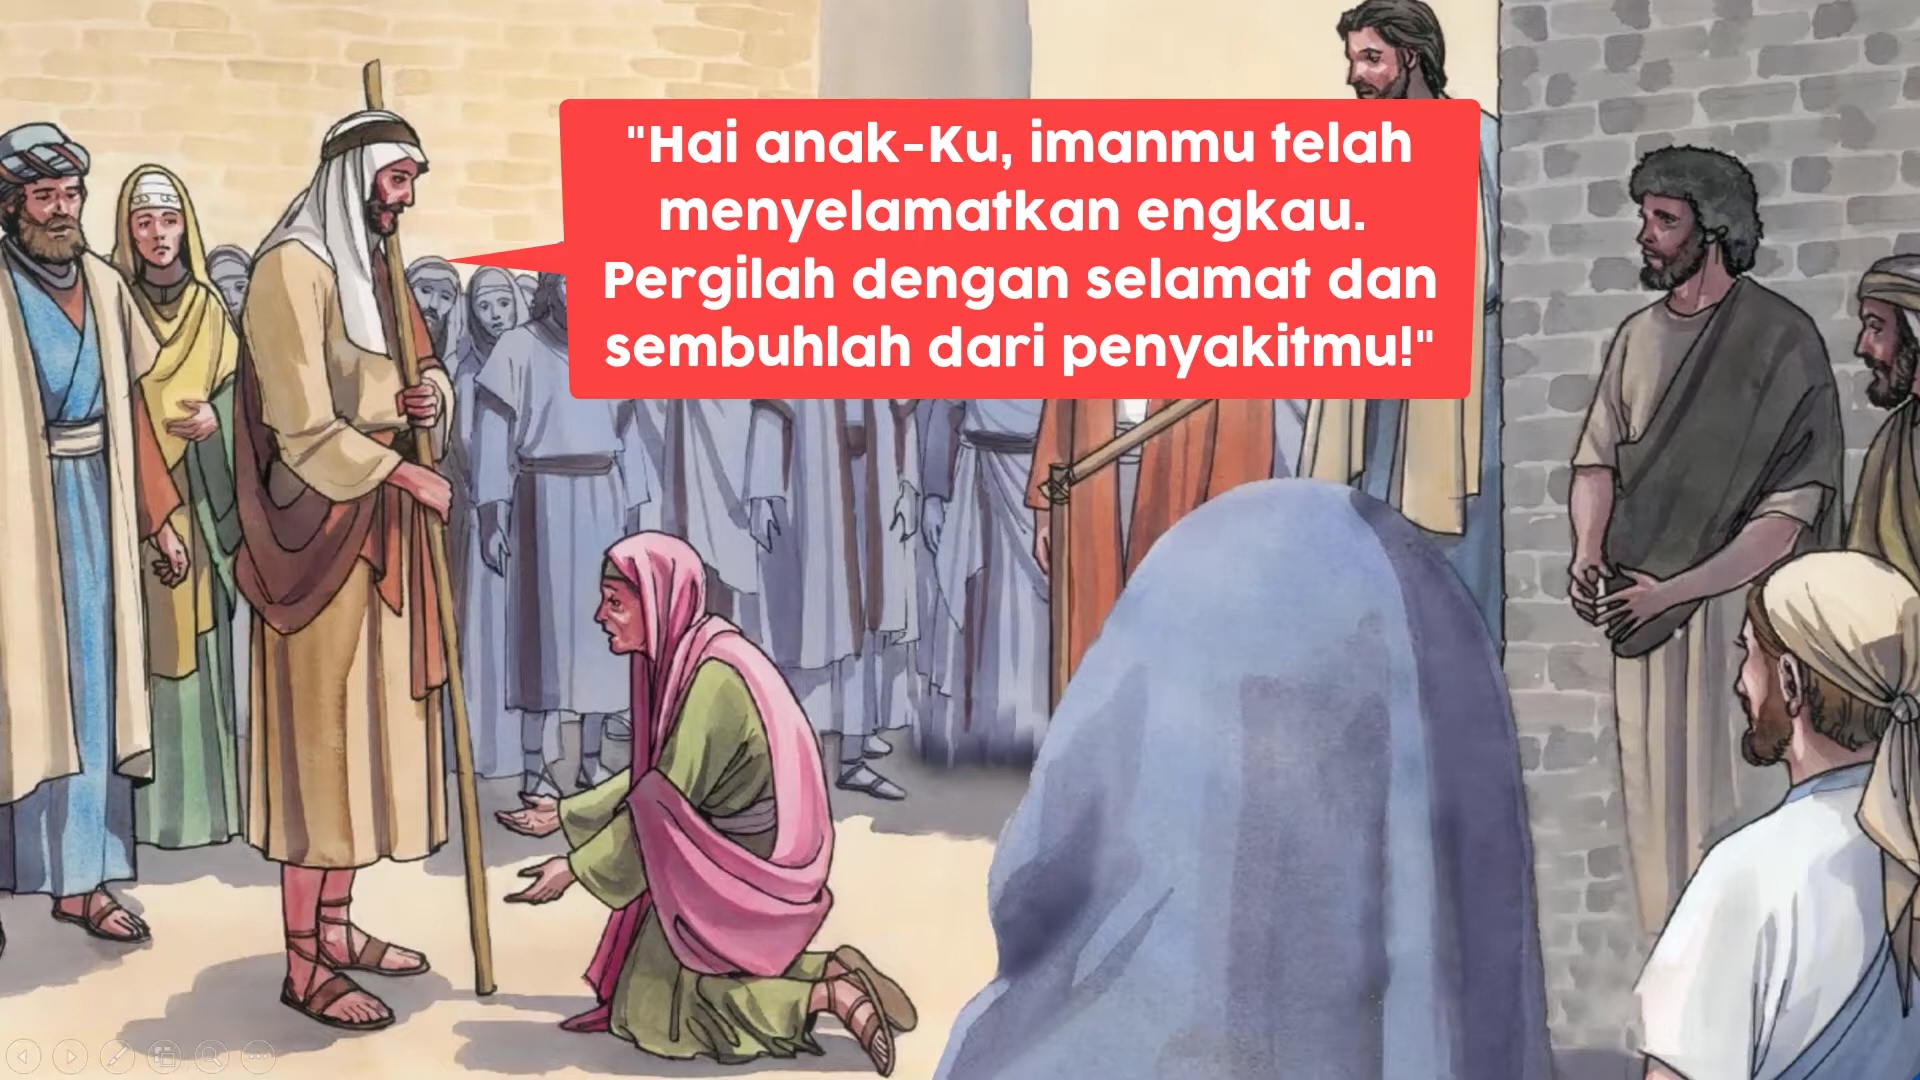 "Hai anak-Ku, imanmu telah
menyelamatkan engkau.
Pergilah dengan selamat dan
sembuhlah dari penyakitmu!"